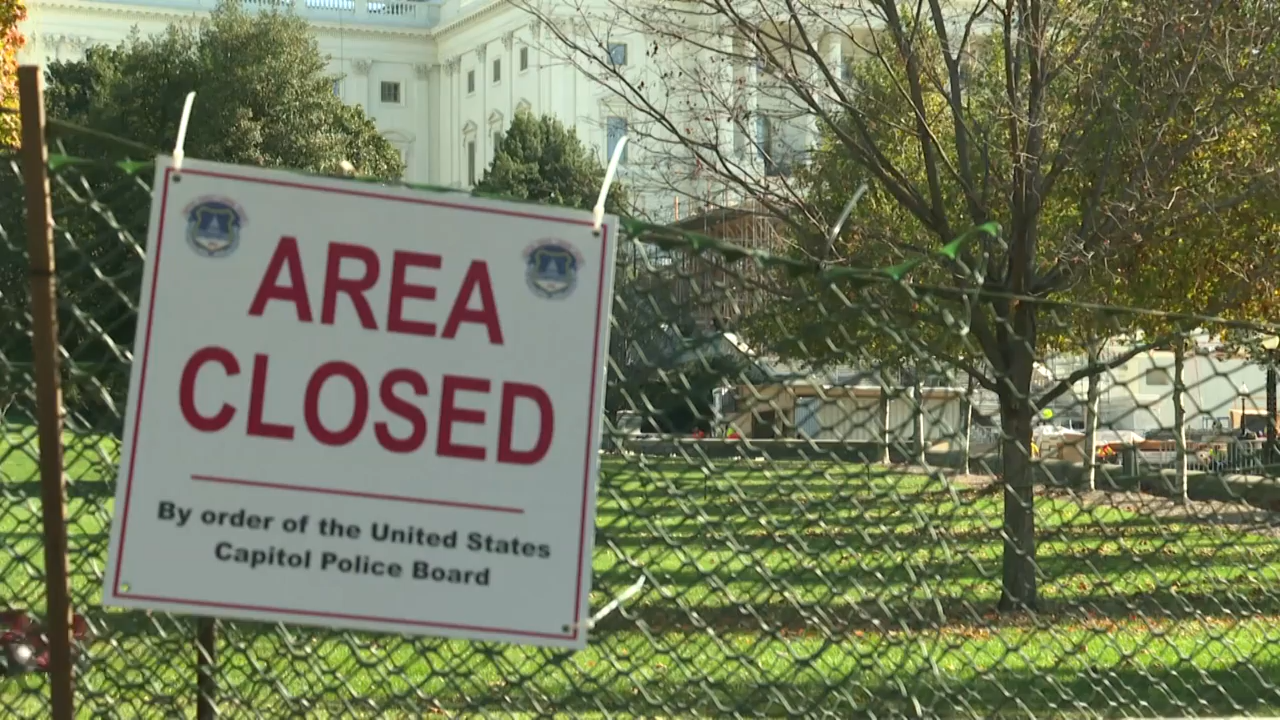 AREA
CLOSED
By order of the United States
Capitol Police Board